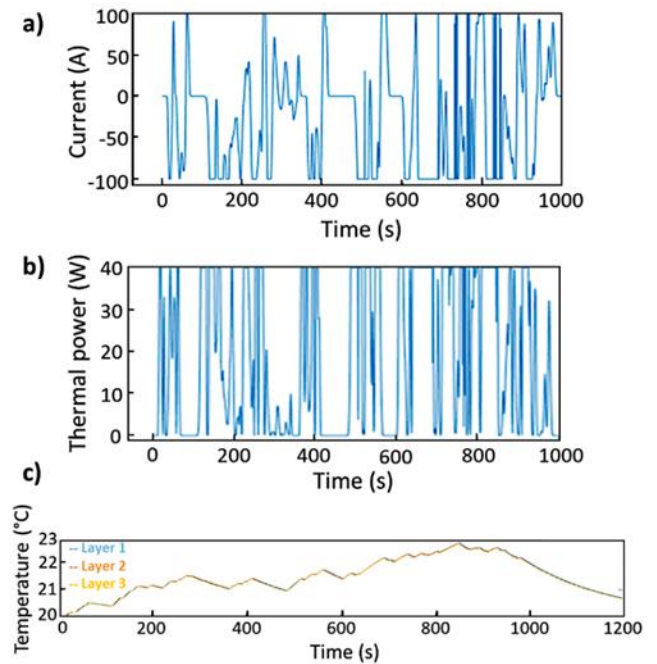 a)
Current (A)
100
50
0
-50
-100
0 200 400 600 800 1000
Time (s)
b)
Thermal power (W)
40
30
20
10
0
0 200 400 600 800 1000
Time (s)
c)
Temperature (°C)
23
22
21
20
-- Layer 1
-- Layer 2
-- Layer 3
0 200 400 600 800 1000 1200
Time (s)